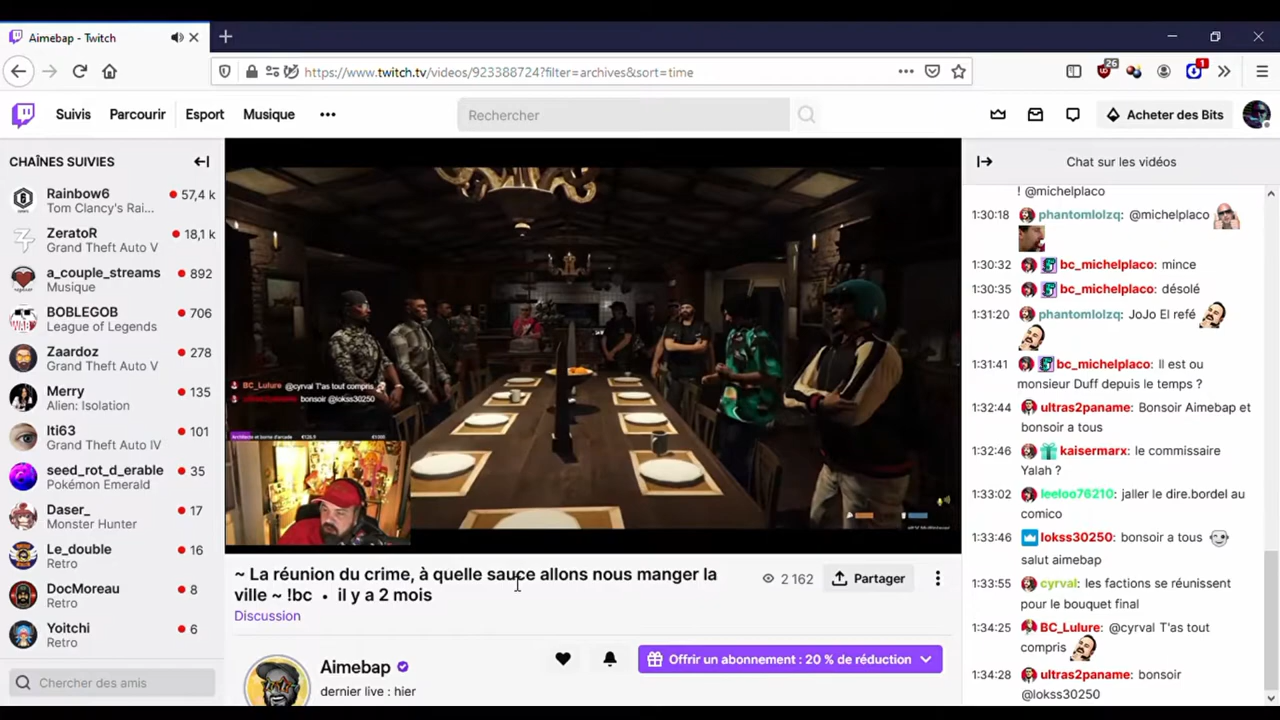 Aimebap - Twitch
https://www.twitch.tv/videos/923388724?filter=archives&sort=time
26
1
Suivis
Parcourir
Esport
Musique
Rechercher
Acheter des Bits
CHAÎNES SUIVIES
Rainbow6
57,4 k
Tom Clancy's Rai...
ZeratoR
18,1 k
Grand Theft Auto V
a_couple_streams
892
Musique
BOBLEGOB
706
League of Legends
Zaardoz
278
Grand Theft Auto V
Merry
135
Alien: Isolation
Iti63
101
Grand Theft Auto IV
seed_rot_d_erable
35
Pokémon Emerald
Daser_
17
Monster Hunter
Le_double
16
Retro
DocMoreau
8
Retro
Yoitchi
6
Retro
Chercher des amis
BC_Lulure @cyrval T'as tout compris
bonsoir @lokss30250
~ La réunion du crime, à quelle sauce allons nous manger la
ville ~ !bc • il y a 2 mois
Discussion
2 162
Partager
Aimebap
dernier live : hier
Offrir un abonnement : 20 % de réduction
Chat sur les vidéos
! @michelplaco
1:30:18 phantomlolzq: @michelplaco
1:30:32 bc_michelplaco: mince
1:30:35 bc_michelplaco: désolé
1:31:20 phantomlolzq: JoJo El refé
1:31:41 bc_michelplaco: Il est ou
monsieur Duff depuis le temps ?
1:32:44 ultras2paname: Bonsoir Aimebap et
bonsoir a tous
1:32:46 kaisermarx: le commissaire
Yalah ?
1:33:02 leeloo76210: jaller le dire.bordel au
comico
1:33:46 lokss30250: bonsoir a tous
salut aimebap
1:33:55 cyrval: les factions se réunissent
pour le bouquet final
1:34:25 BC_Lulure: @cyrval T'as tout
compris
1:34:28 ultras2paname: bonsoir
@lokss30250